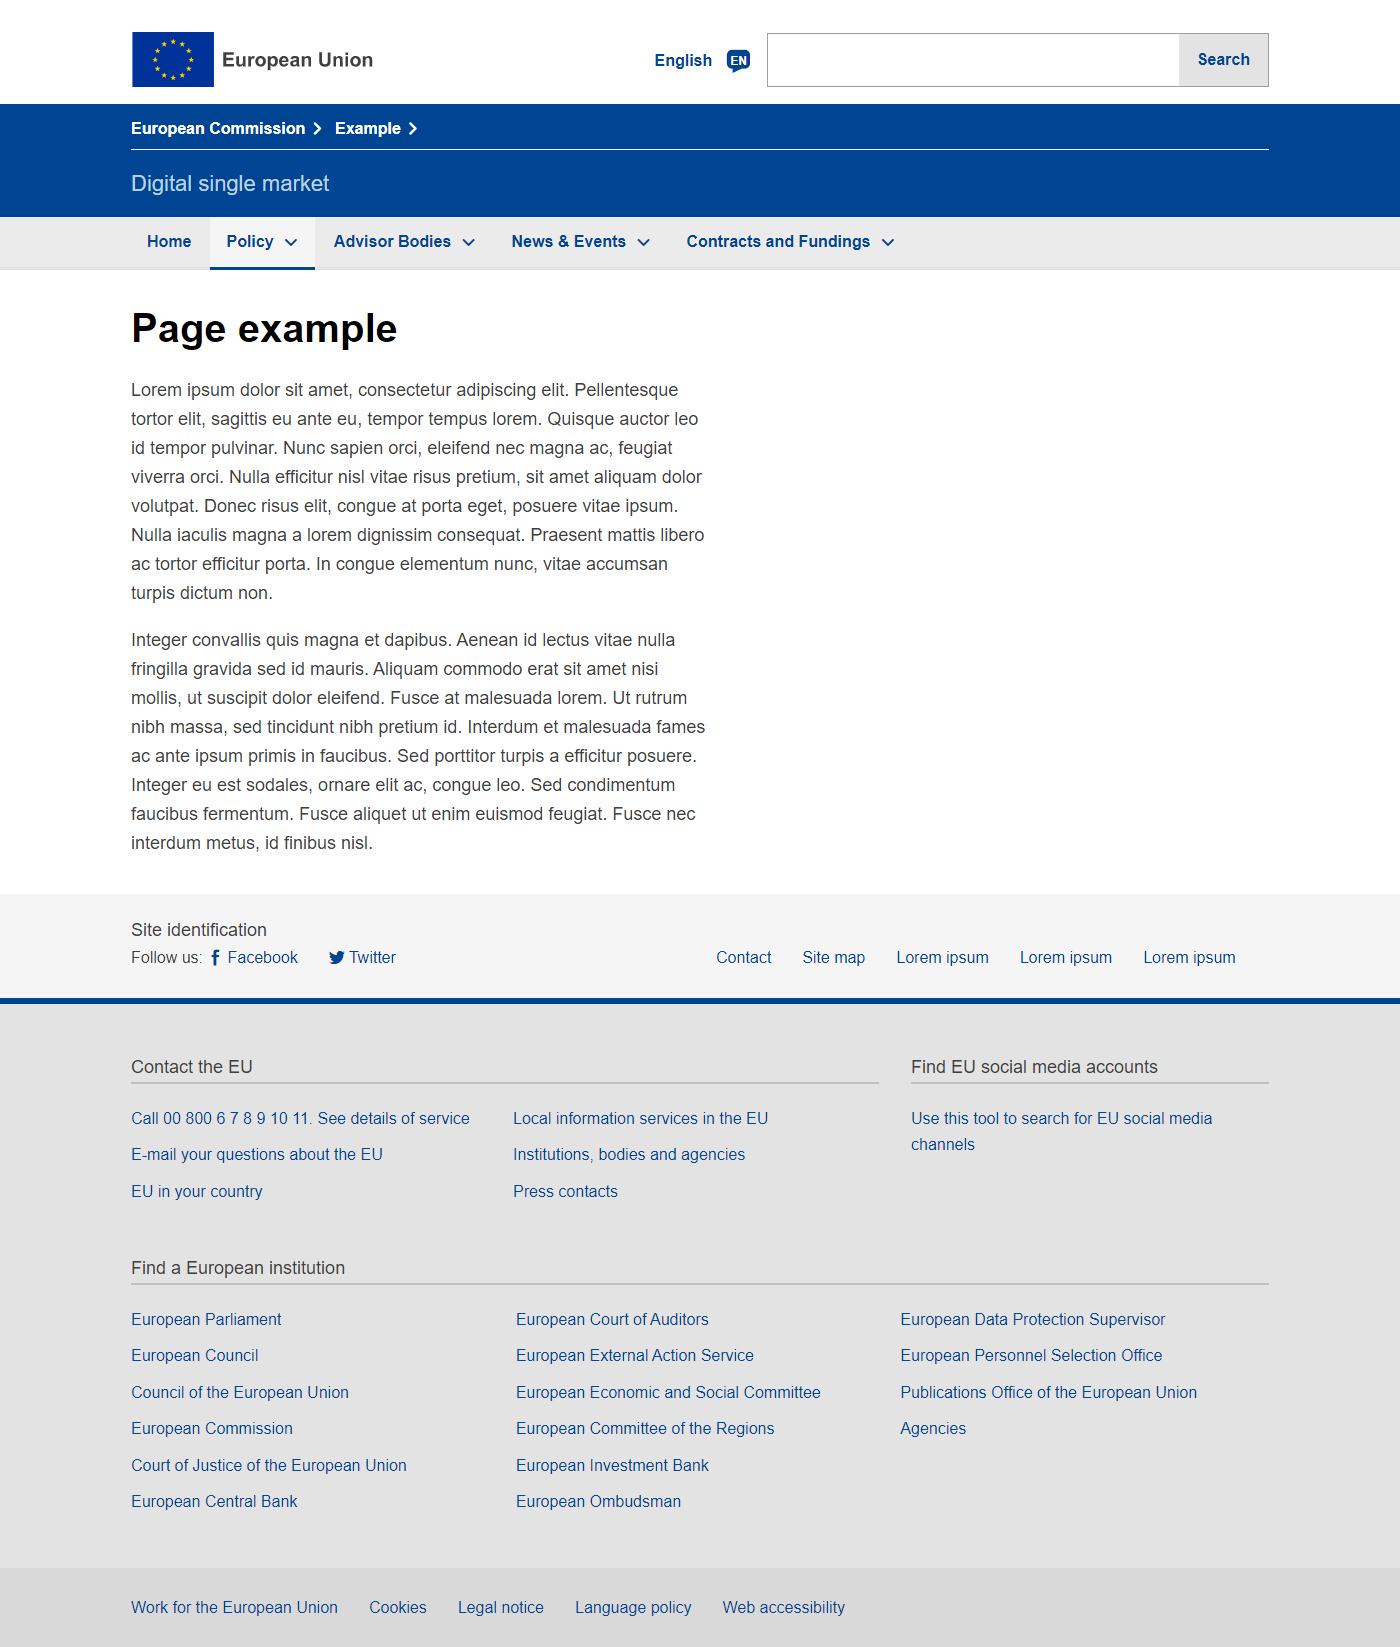 European Union
English EN Search
European Commission Example
Digital single market
Home Policy Advisor Bodies News & Events Contracts and Fundings
Page example
Lorem ipsum dolor sit amet, consectetur adipiscing elit. Pellentesque
tortor elit, sagittis eu ante eu, tempor tempus lorem. Quisque auctor leo
id tempor pulvinar. Nunc sapien orci, eleifend nec magna ac, feugiat
viverra orci. Nulla efficitur nisl vitae risus pretium, sit amet aliquam dolor
volutpat. Donec risus elit, congue at porta eget, posuere vitae ipsum.
Nulla iaculis magna a lorem dignissim consequat. Praesent mattis libero
ac tortor efficitur porta. In congue elementum nunc, vitae accumsan
turpis dictum non.
Integer convallis quis magna et dapibus. Aenean id lectus vitae nulla
fringilla gravida sed id mauris. Aliquam commodo erat sit amet nisi
mollis, ut suscipit dolor eleifend. Fusce at malesuada lorem. Ut rutrum
nibh massa, sed tincidunt nibh pretium id. Interdum et malesuada fames
ac ante ipsum primis in faucibus. Sed porttitor turpis a efficitur posuere.
Integer eu est sodales, ornare elit ac, congue leo. Sed condimentum
faucibus fermentum. Fusce aliquet ut enim euismod feugiat. Fusce nec
interdum metus, id finibus nisl.
Site identification
Follow us: Facebook Twitter Contact Site map Lorem ipsum Lorem ipsum Lorem ipsum
Contact the EU
Call 00 800 6 7 8 9 10 11. See details of service
E-mail your questions about the EU
EU in your country
Local information services in the EU
Institutions, bodies and agencies
Press contacts
Find EU social media accounts
Use this tool to search for EU social media
channels
Find a European institution
European Parliament
European Council
Council of the European Union
European Commission
Court of Justice of the European Union
European Central Bank
European Court of Auditors
European External Action Service
European Economic and Social Committee
European Committee of the Regions
European Investment Bank
European Ombudsman
European Data Protection Supervisor
European Personnel Selection Office
Publications Office of the European Union
Agencies
Work for the European Union Cookies Legal notice Language policy Web accessibility